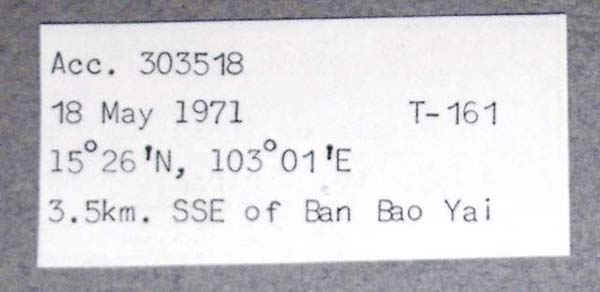 Acc. 303518
18 May 1971 T-161
15°26'N, 103°01'E
3.5km. SSE of Ban Bao Yai